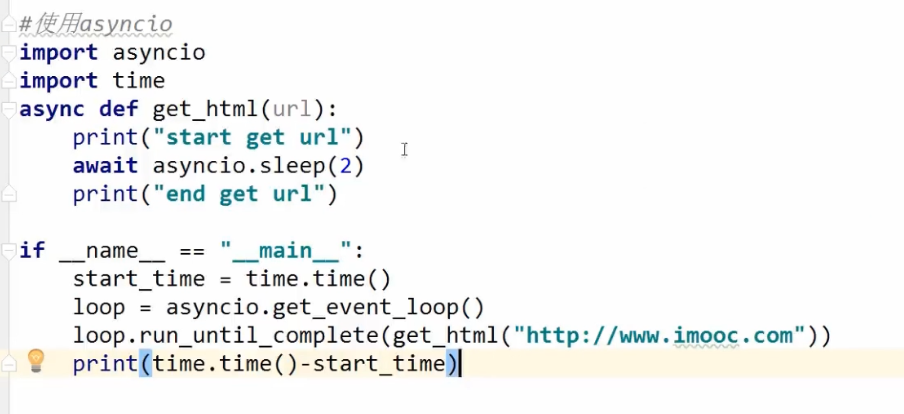 #使用asyncio
import asyncio
import time
async def get_html(url):
    print("start get url")
    await asyncio.sleep(2)
    print("end get url")

if __name__ == "__main__":
    start_time = time.time()
    loop = asyncio.get_event_loop()
    loop.run_until_complete(get_html("http://www.imooc.com"))
    print(time.time()-start_time)